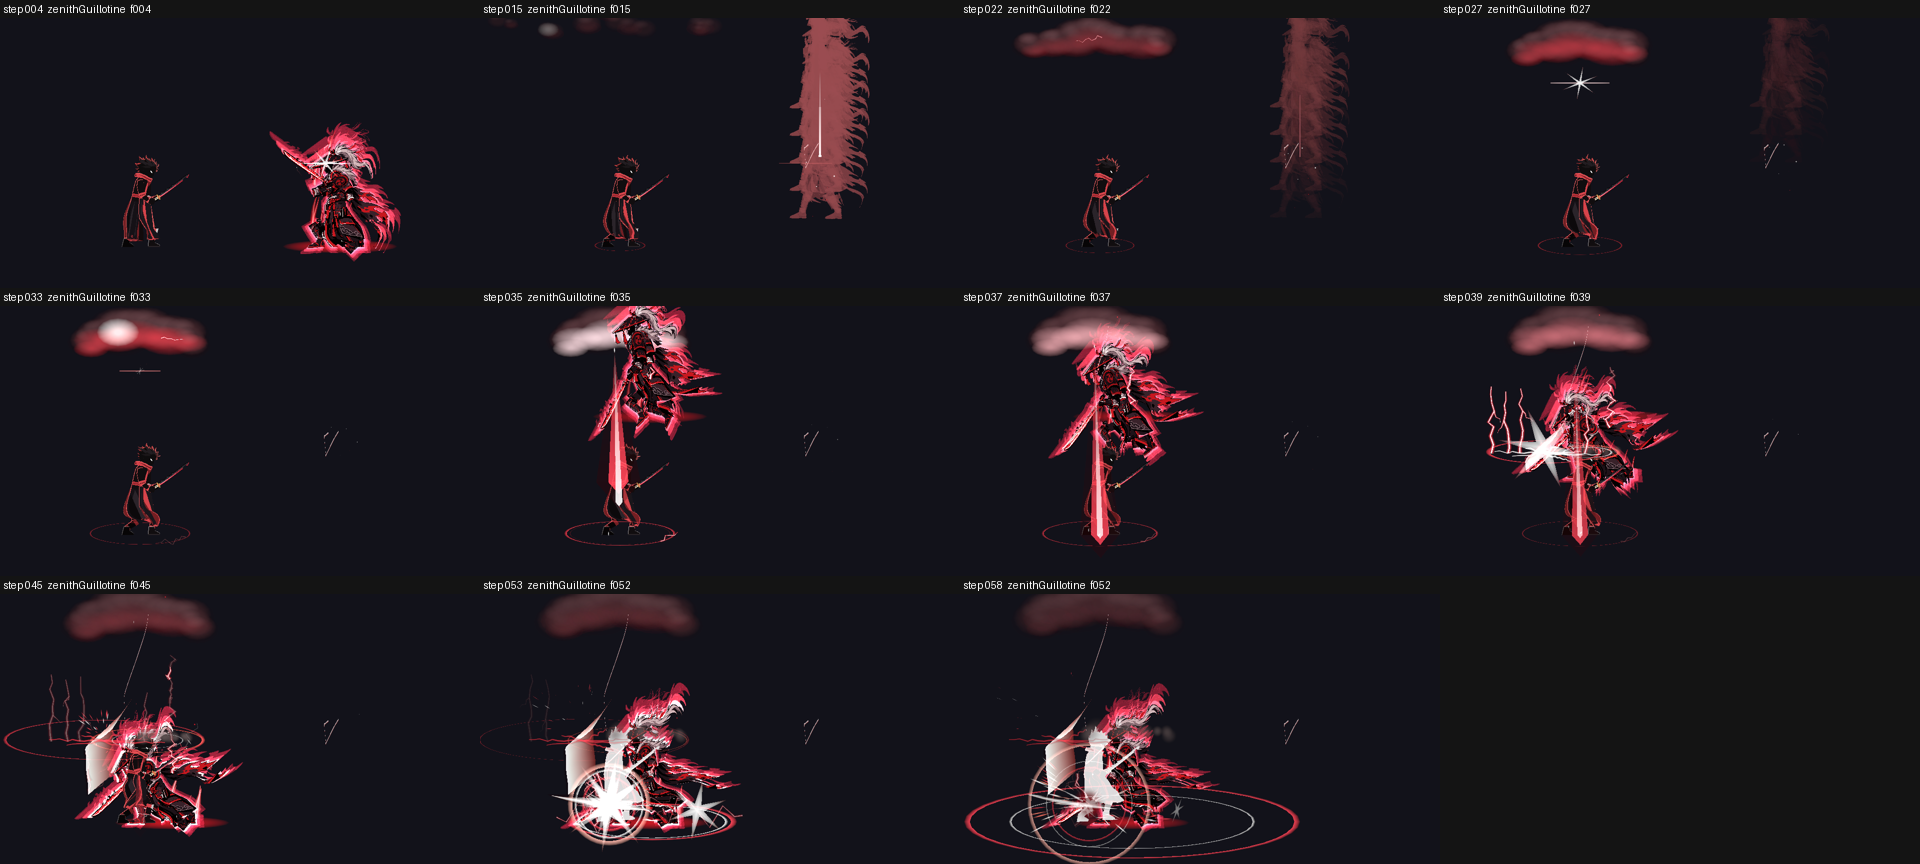 step004 zenithGuillotine f004
step015 zenithGuillotine f015
step022 zenithGuillotine f022
step027 zenithGuillotine f027
step033 zenithGuillotine f033
step035 zenithGuillotine f035
step037 zenithGuillotine f037
step039 zenithGuillotine f039
step045 zenithGuillotine f045
step053 zenithGuillotine f052
step058 zenithGuillotine f052